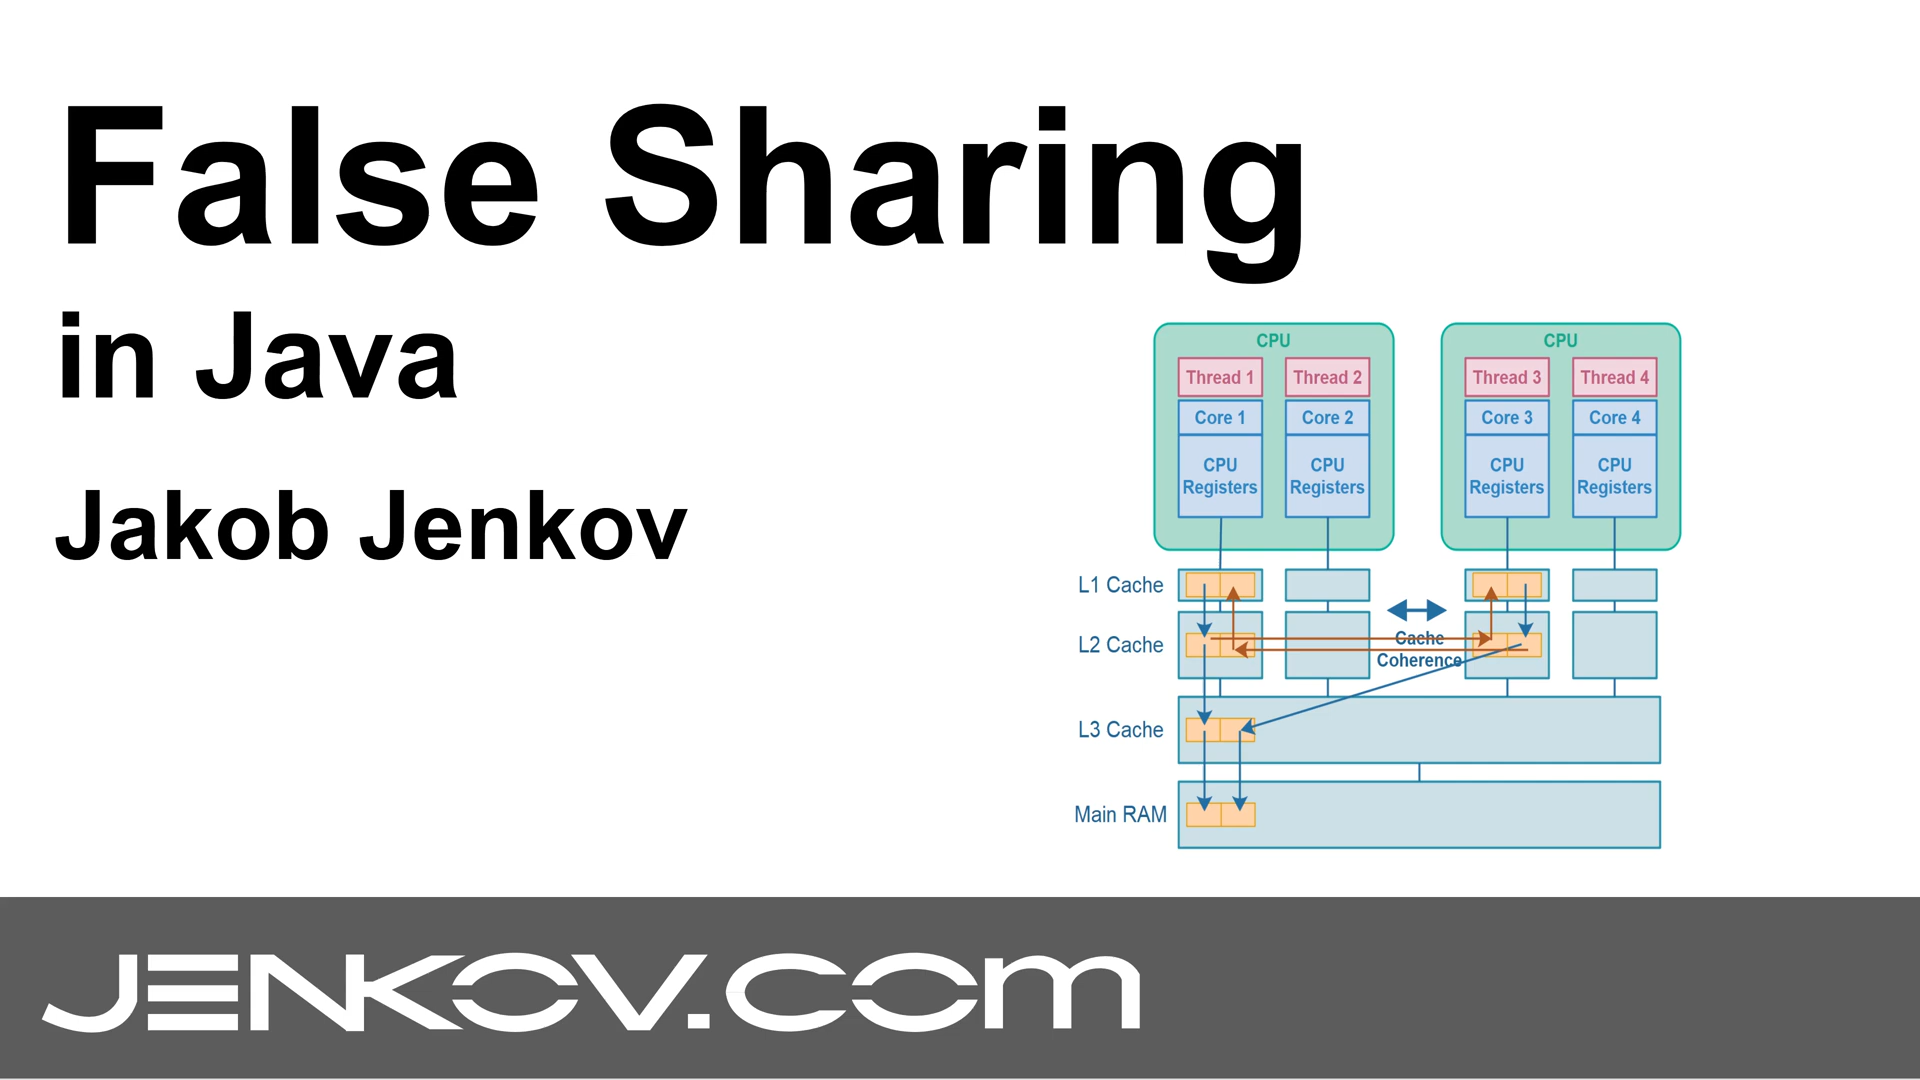 False Sharing
in Java
Jakob Jenkov
CPU CPU
Thread 1 Thread 2 Thread 3 Thread 4
Core 1 Core 2 Core 3 Core 4
CPU CPU CPU CPU
Registers Registers Registers Registers
L1 Cache
L2 Cache
Cache
Coherence
L3 Cache
Main RAM
JENKOV.COM